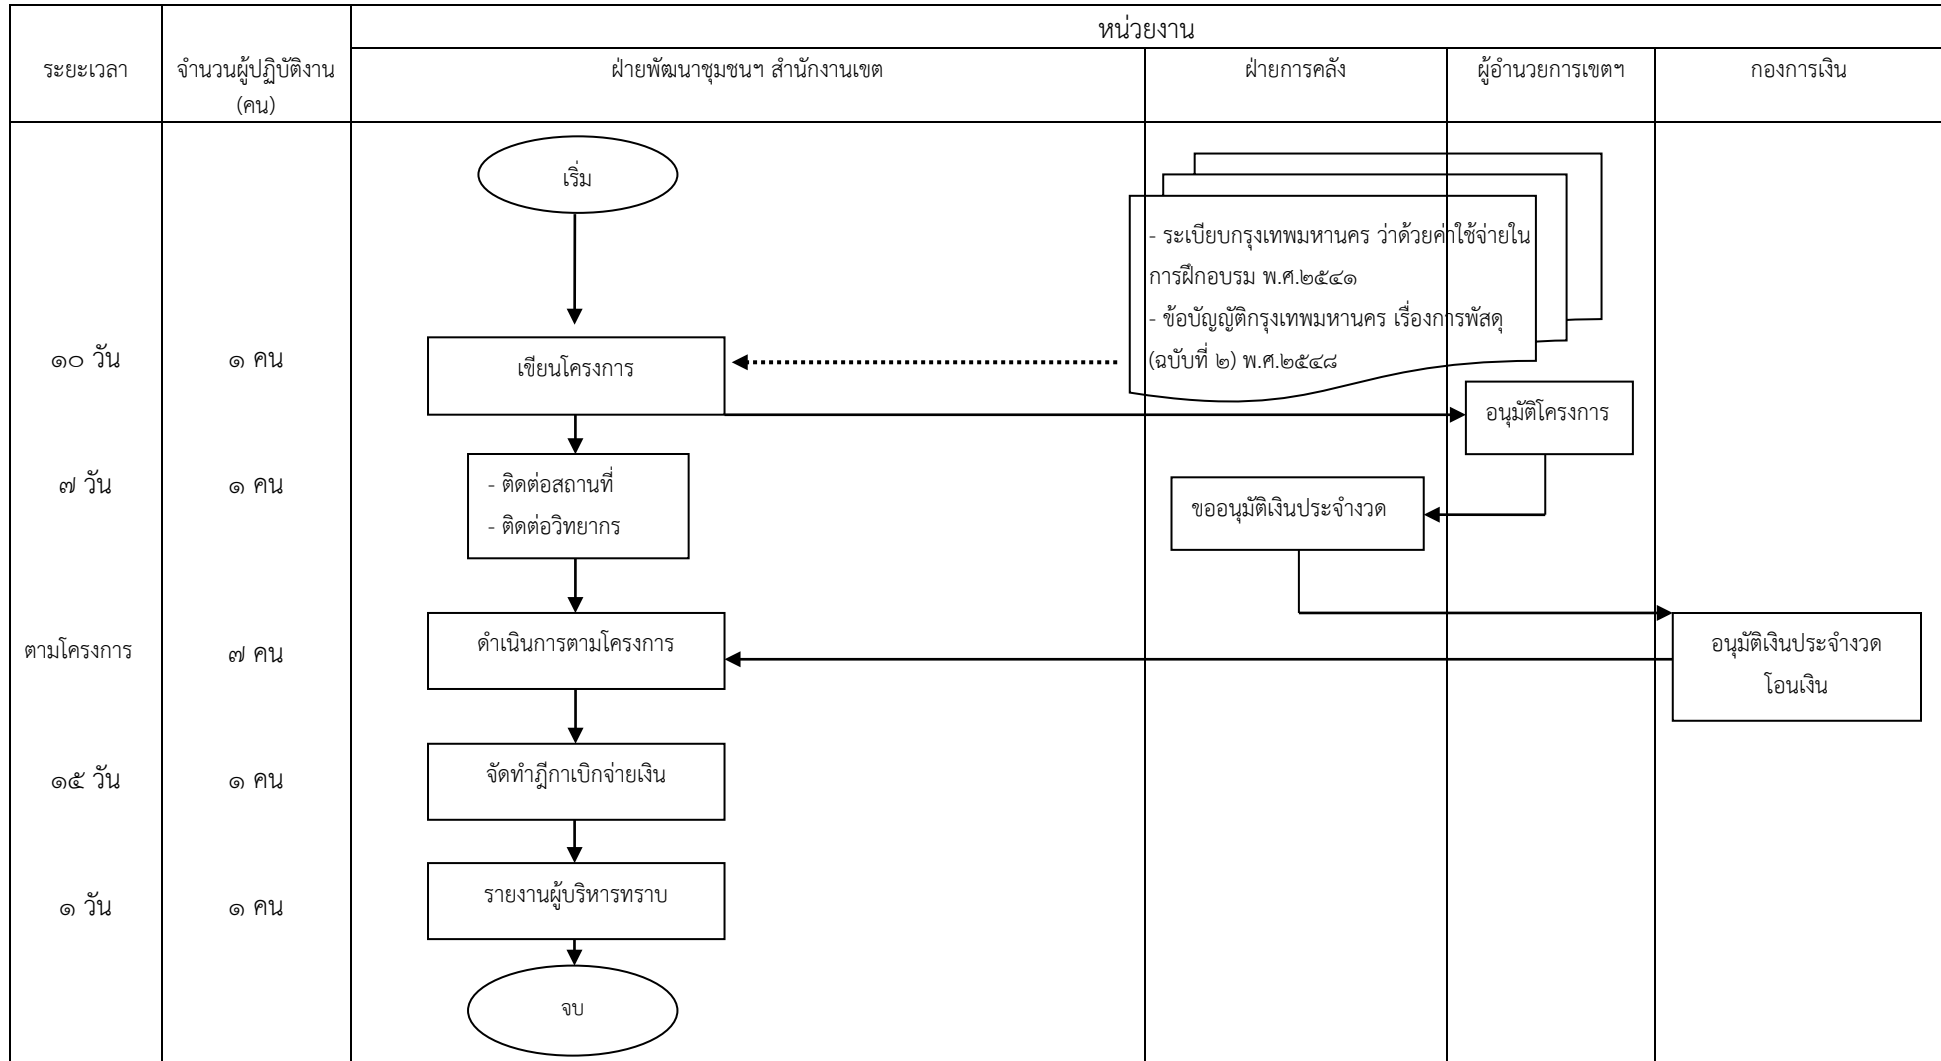 หน่วยงาน
ระยะเวลา
จำนวนผู้ปฏิบัติงาน
(คน)
ฝ่ายพัฒนาชุมชนฯ สำนักงานเขต
ฝ่ายการคลัง
ผู้อำนวยการเขตฯ
กองการเงิน
เริ่ม
- ระเบียบกรุงเทพมหานคร ว่าด้วยค่าใช้จ่ายใน
การฝึกอบรม พ.ศ.๒๕๔๑
- ข้อบัญญัติกรุงเทพมหานคร เรื่องการพัสดุ
(ฉบับที่ ๒) พ.ศ.๒๕๔๘
๑๐ วัน
๑ คน
เขียนโครงการ
อนุมัติโครงการ
๗ วัน
๑ คน
- ติดต่อสถานที่
- ติดต่อวิทยากร
ขออนุมัติเงินประจำงวด
ตามโครงการ
๗ คน
ดำเนินการตามโครงการ
อนุมัติเงินประจำงวด
โอนเงิน
๑๕ วัน
๑ คน
จัดทำฎีกาเบิกจ่ายเงิน
๑ วัน
๑ คน
รายงานผู้บริหารทราบ
จบ